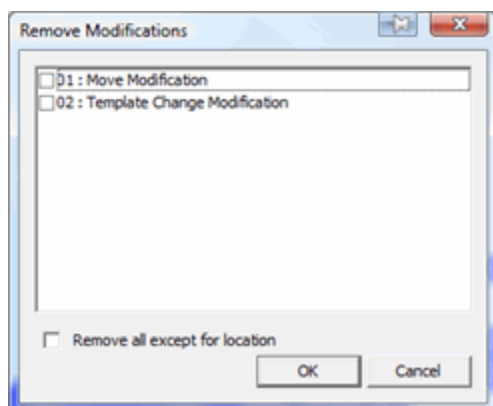 Remove Modifications
01 : Move Modification
02 : Template Change Modification
Remove all except for location
OK
Cancel